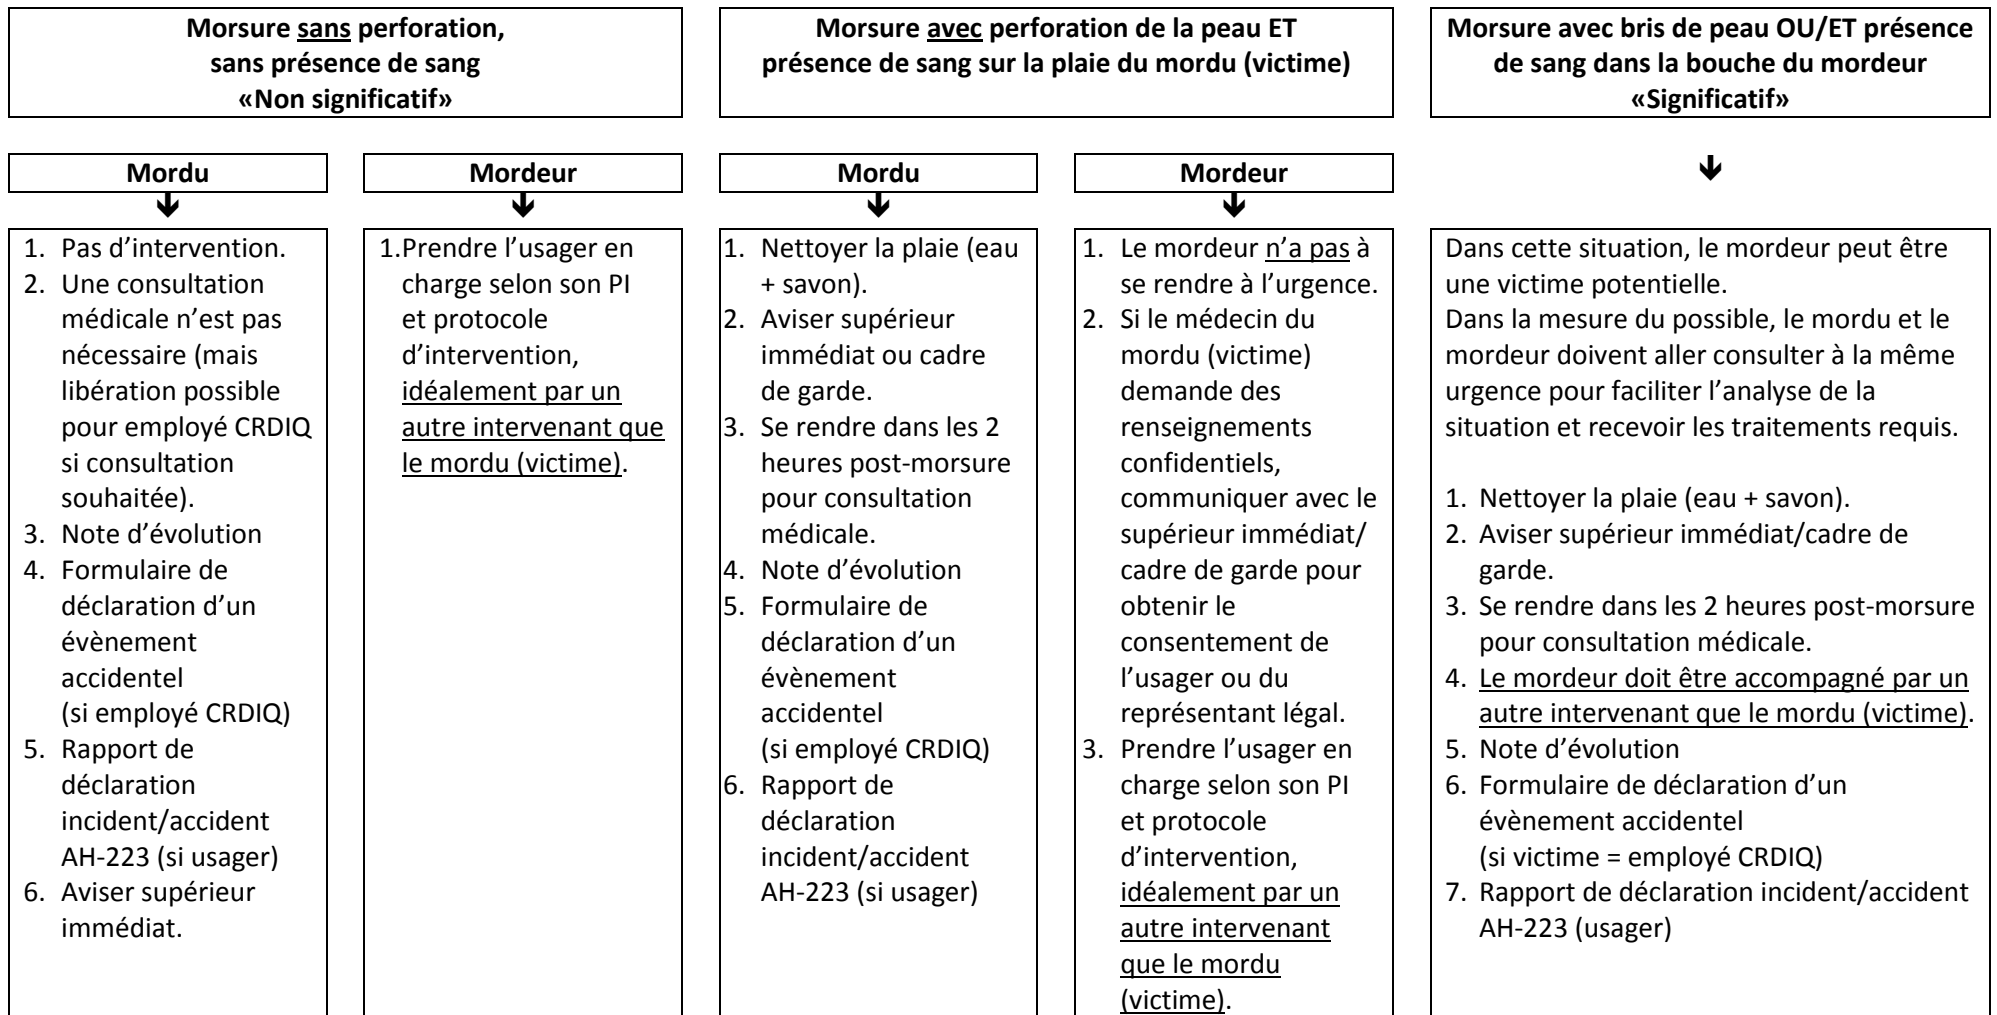 Morsure sans perforation,
sans présence de sang
«Non significatif»
Morsure avec perforation de la peau ET
présence de sang sur la plaie du mordu (victime)
Morsure avec bris de peau OU/ET présence
de sang dans la bouche du mordeur
«Significatif»
Mordu
1. Pas d’intervention.
2. Une consultation
médicale n’est pas
nécessaire (mais
libération possible
pour employé CRDIQ
si consultation
souhaitée).
3. Note d’évolution
4. Formulaire de
déclaration d’un
évènement
accidentel
(si employé CRDIQ)
5. Rapport de
déclaration
incident/accident
AH-223 (si usager)
6. Aviser supérieur
immédiat.
Mordeur
1.Prendre l’usager en
charge selon son PI
et protocole
d’intervention,
idéalement par un
autre intervenant que
le mordu (victime).
Mordu
1. Nettoyer la plaie (eau
+ savon).
2. Aviser supérieur
immédiat ou cadre
de garde.
3. Se rendre dans les 2
heures post-morsure
pour consultation
médicale.
4. Note d’évolution
5. Formulaire de
déclaration d’un
évènement
accidentel
(si employé CRDIQ)
6. Rapport de
déclaration
incident/accident
AH-223 (si usager)
Mordeur
1. Le mordeur n’a pas à
se rendre à l’urgence.
2. Si le médecin du
mordu (victime)
demande des
renseignements
confidentiels,
communiquer avec le
supérieur immédiat/
cadre de garde pour
obtenir le
consentement de
l’usager ou du
représentant légal.
3. Prendre l’usager en
charge selon son PI
et protocole
d’intervention,
idéalement par un
autre intervenant
que le mordu
(victime).
Dans cette situation, le mordeur peut être
une victime potentielle.
Dans la mesure du possible, le mordu et le
mordeur doivent aller consulter à la même
urgence pour faciliter l’analyse de la
situation et recevoir les traitements requis.
1. Nettoyer la plaie (eau + savon).
2. Aviser supérieur immédiat/cadre de
garde.
3. Se rendre dans les 2 heures post-morsure
pour consultation médicale.
4. Le mordeur doit être accompagné par un
autre intervenant que le mordu (victime).
5. Note d’évolution
6. Formulaire de déclaration d’un
évènement accidentel
(si victime = employé CRDIQ)
7. Rapport de déclaration incident/accident
AH-223 (usager)